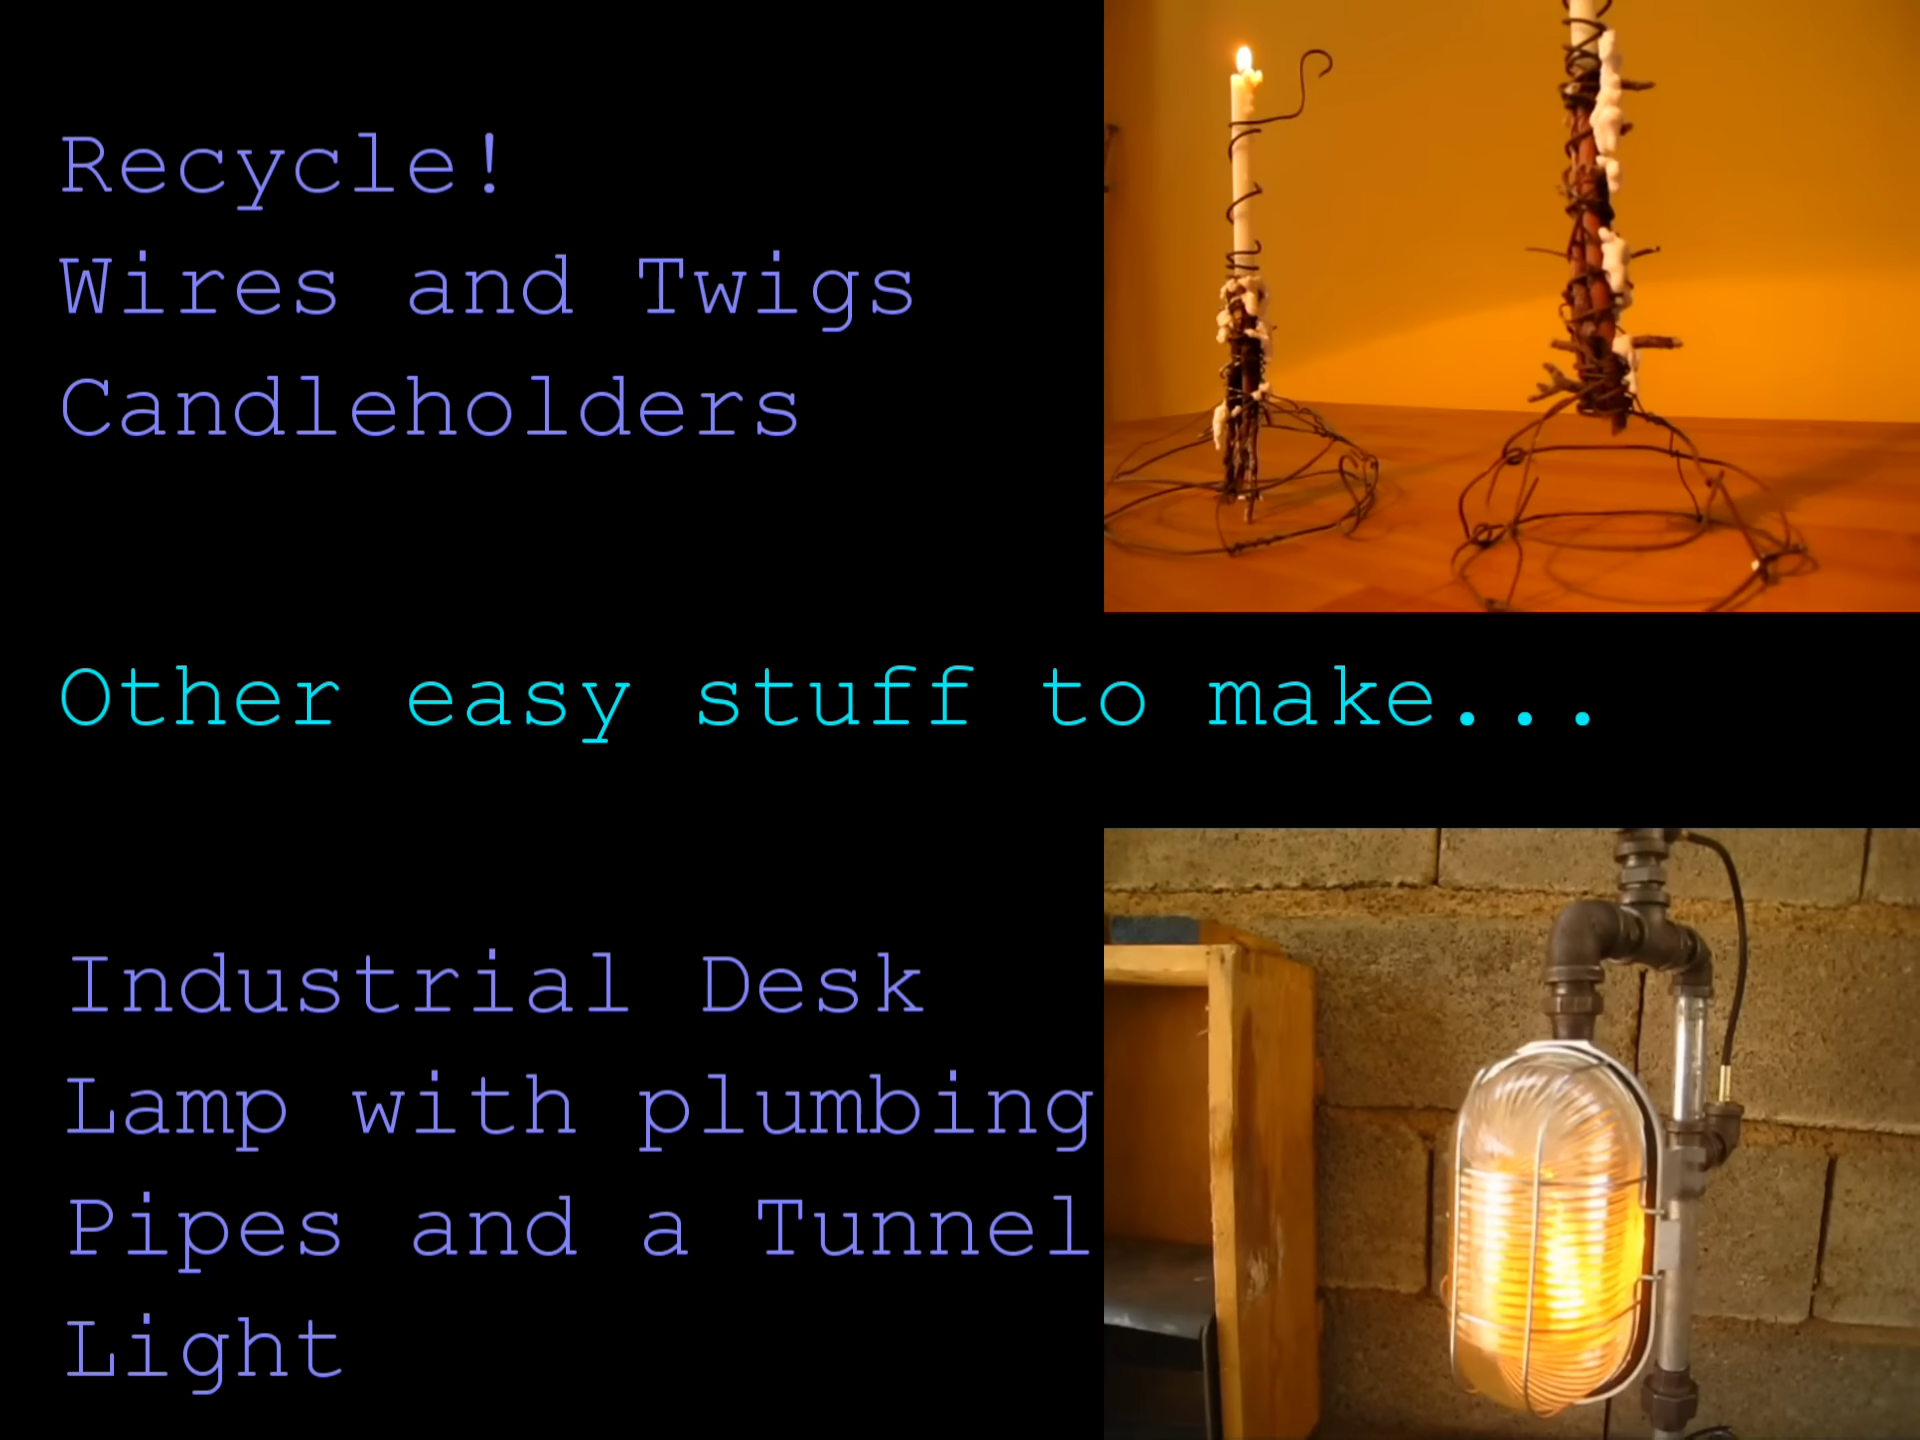 Recycle!
Wires and Twigs
Candleholders
Other easy stuff to make...
Industrial Desk
Lamp with plumbing
Pipes and a Tunnel
Light